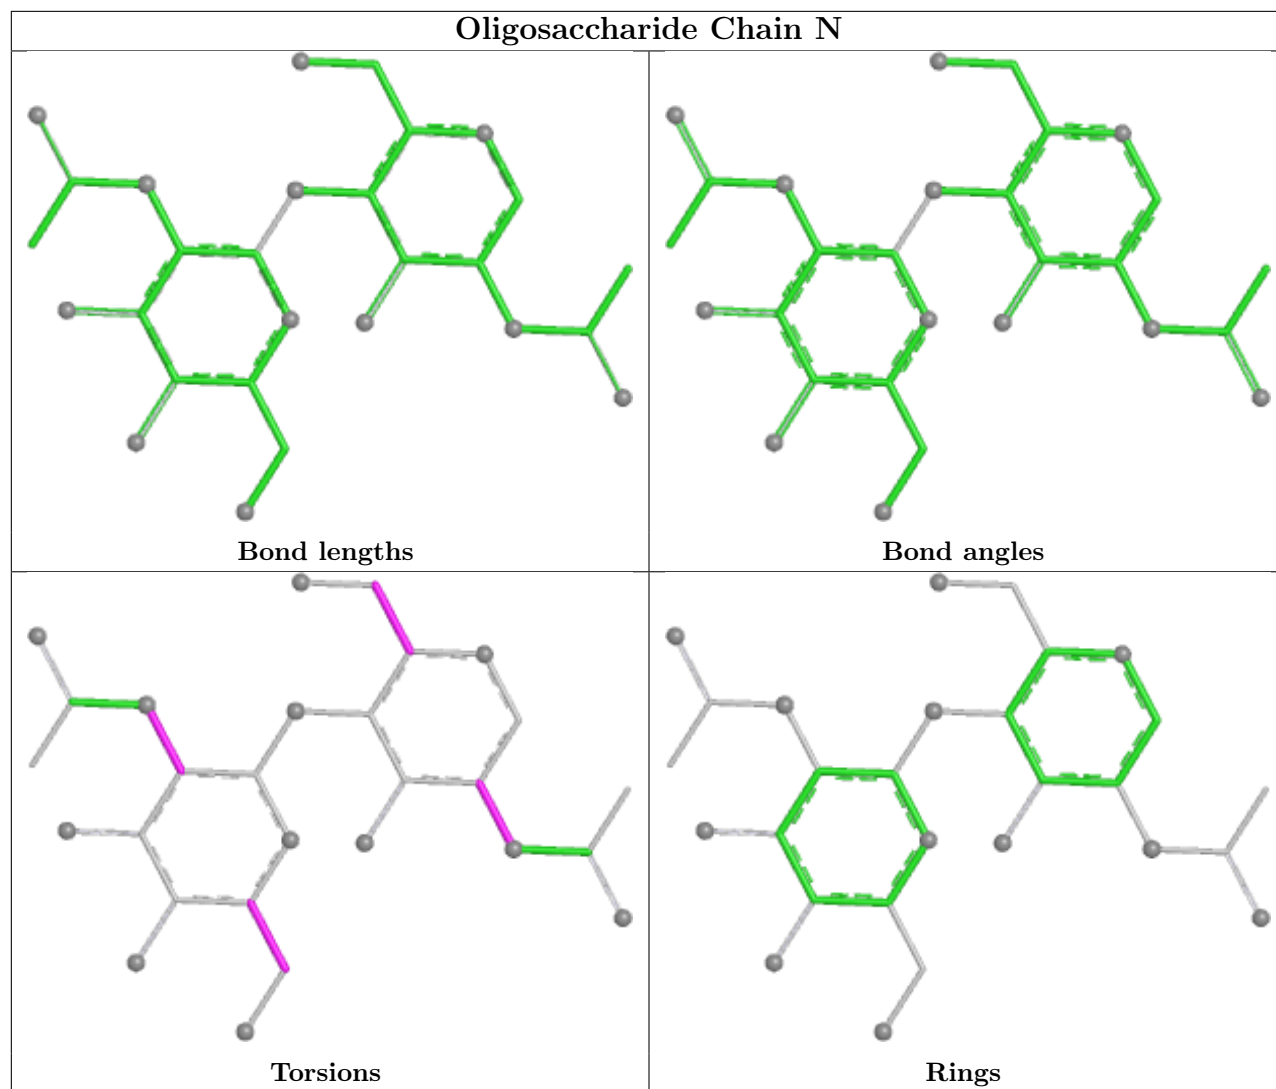 Oligosaccharide Chain N
Bond lengths
Bond angles
Torsions
Rings